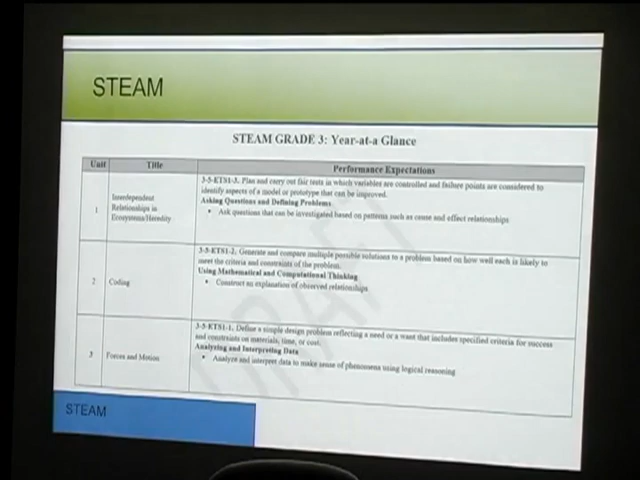 STEAM
STEAM GRADE 3: Year-at-a Glance
Unit Title Performance Expectations
3-5-ETS1-3. Plan and carry out fair tests in which variables are controlled and failure points are considered to
identify aspects of a model or prototype that can be improved.
Asking Questions and Defining Problems
• Ask questions that can be investigated based on patterns such as cause and effect relationships
1
Interdependent
Relationships in
Ecosystems/Heredity
3-5-ETS1-2. Generate and compare multiple possible solutions to a problem based on how well each is likely to
meet the criteria and constraints of the problem.
Using Mathematical and Computational Thinking
• Construct an explanation of observed relationships
2 Coding
3-5-ETS1-1. Define a simple design problem reflecting a need or a want that includes specified criteria for success
and constraints on materials, time, or cost.
Analyzing and Interpreting Data
• Analyze and interpret data to make sense of phenomena using logical reasoning
3 Forces and Motion
DRAFT
STEAM